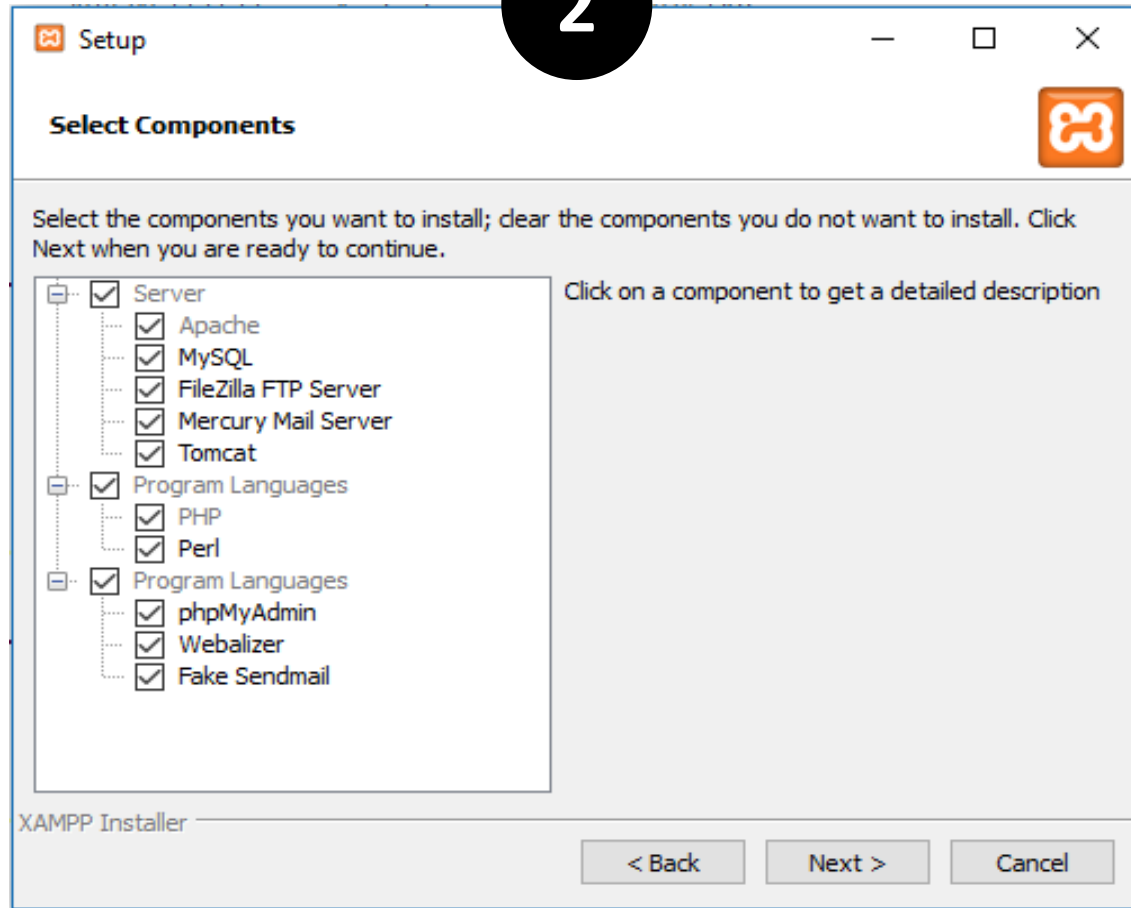 2
Setup
Select Components
Select the components you want to install; clear the components you do not want to install. Click
Next when you are ready to continue.
Server
Apache
MySQL
FileZilla FTP Server
Mercury Mail Server
Tomcat
Program Languages
PHP
Perl
Program Languages
phpMyAdmin
Webalizer
Fake Sendmail
Click on a component to get a detailed description
XAMPP Installer
< Back
Next >
Cancel